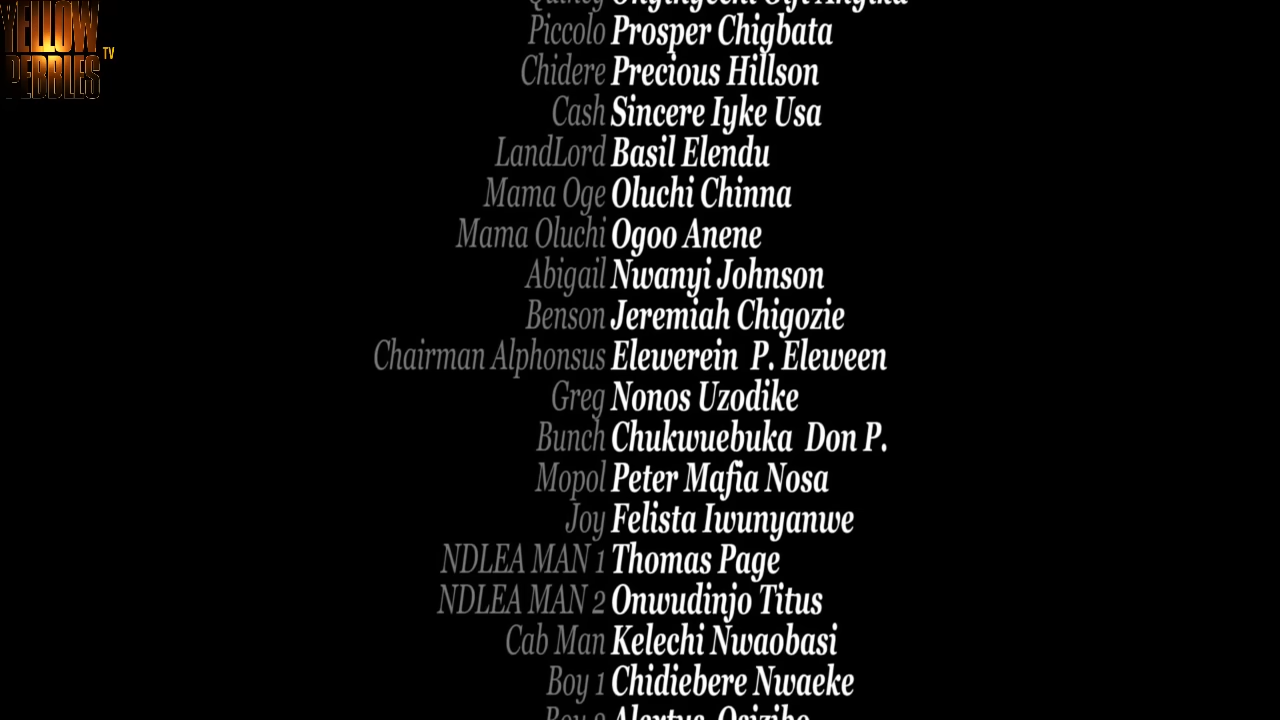 YELLOW
PEBBLES
TV
Piccolo Prosper Chigbata
Chidere Precious Hillson
Cash Sincere Iyke Usa
LandLord Basil Elendu
Mama Oge Oluchi Chinna
Mama Oluchi Ogoo Anene
Abigail Nwanyi Johnson
Benson Jeremiah Chigozie
Chairman Alphonsus Elewerein P. Eleween
Greg Nonos Uzodike
Bunch Chukwuebuka Don P.
Mopol Peter Mafia Nosa
Joy Felista Iwunyanwe
NDLEA MAN 1 Thomas Page
NDLEA MAN 2 Onwudinjo Titus
Cab Man Kelechi Nwaobasi
Boy 1 Chidiebere Nwaeke